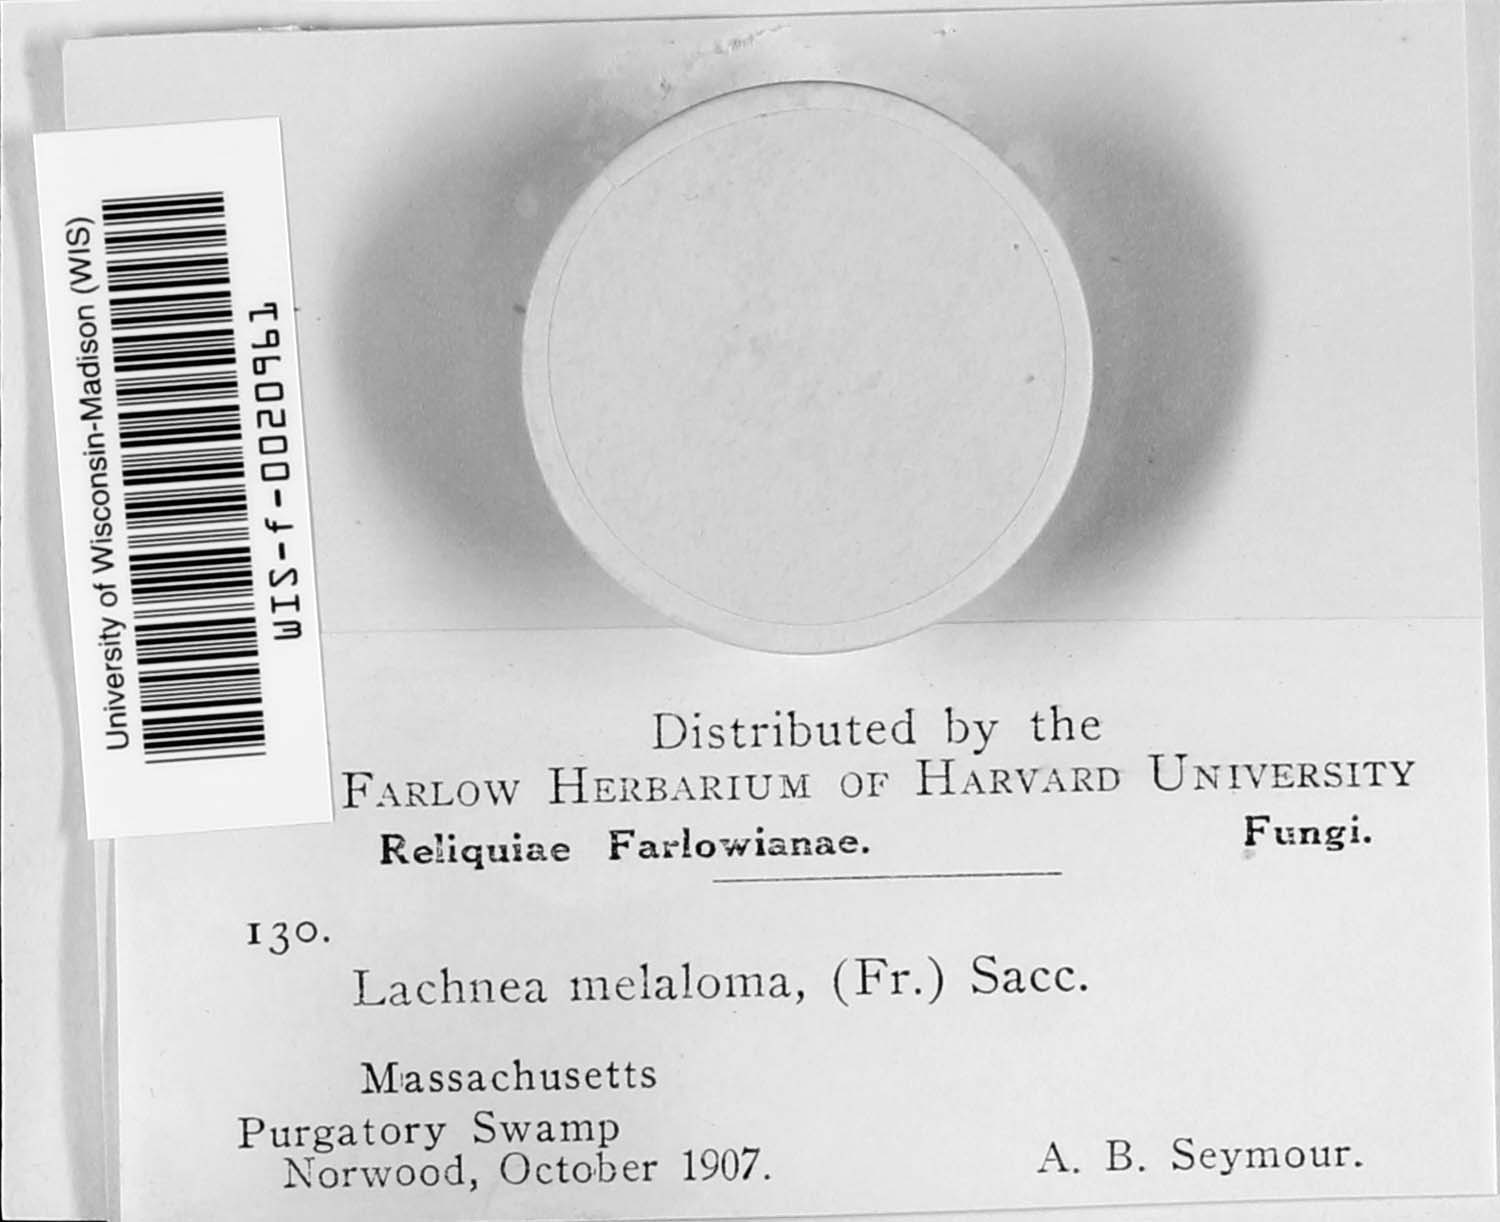 University of Wisconsin-Madison (WIS)
WIS-f-0020961
Distributed by the
FARLOW HERBARIUM OF HARVARD UNIVERSITY
Reliquiae Farlowianae. Fungi.
130.
Lachnea melaloma, (Fr.) Sacc.
Massachusetts
Purgatory Swamp
Norwood, October 1907. A. B. Seymour.